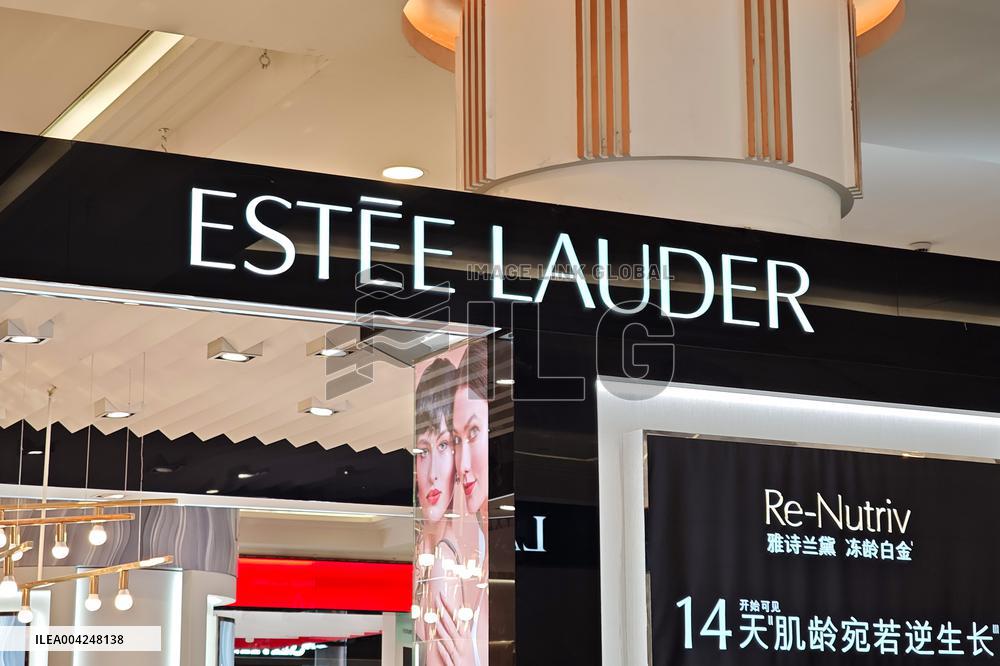 ESTĒE LAUDER
IMAGE LINK GLOBAL
ILG
Re-Nutriv
雅诗兰黛 冻龄白金
开始可见
14天"肌龄宛若逆生长"
ILEA004248138